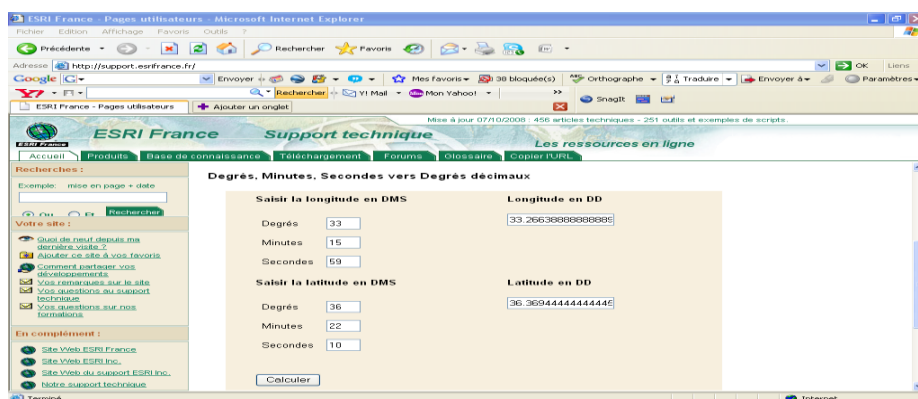 ESRI France - Pages utilisateurs - Microsoft Internet Explorer
Fichier Edition Affichage Favoris Outils ?
Précédente Rechercher Favoris
Adresse http://support.esrifrance.fr/ OK Liens
Google G Envoyer Mes favoris 38 bloquée(s) Orthographe Traduire Envoyer à Paramètres
Y! Rechercher Y! Mail Mon Yahoo! » SnagIt
ESRI France - Pages utilisateurs Ajouter un onglet
Mise à jour 07/10/2008 : 456 articles techniques - 251 outils et exemples de scripts.
ESRI France Support technique
ESRI France Les ressources en ligne
Accueil Produits Base de connaissance Téléchargement Forums Glossaire Copier l'URL
Recherches :
Exemple: mise en page + date
Ou Et Rechercher
Votre site :
Quoi de neuf depuis ma
dernière visite ?
Ajouter ce site à vos favoris
Comment partager vos
développements
Vos remarques sur le site
Vos questions au support
technique
Vos questions sur nos
formations
En complément :
Site Web ESRI France
Site Web ESRI Inc.
Site Web du support ESRI Inc.
Notre support technique
Degrés, Minutes, Secondes vers Degrés décimaux
Saisir la longitude en DMS Longitude en DD
Degrés 33 33.26638888888889
Minutes 15
Secondes 59
Saisir la latitude en DMS Latitude en DD
Degrés 36 36.3694444444445
Minutes 22
Secondes 10
Calculer
Terminé Internet